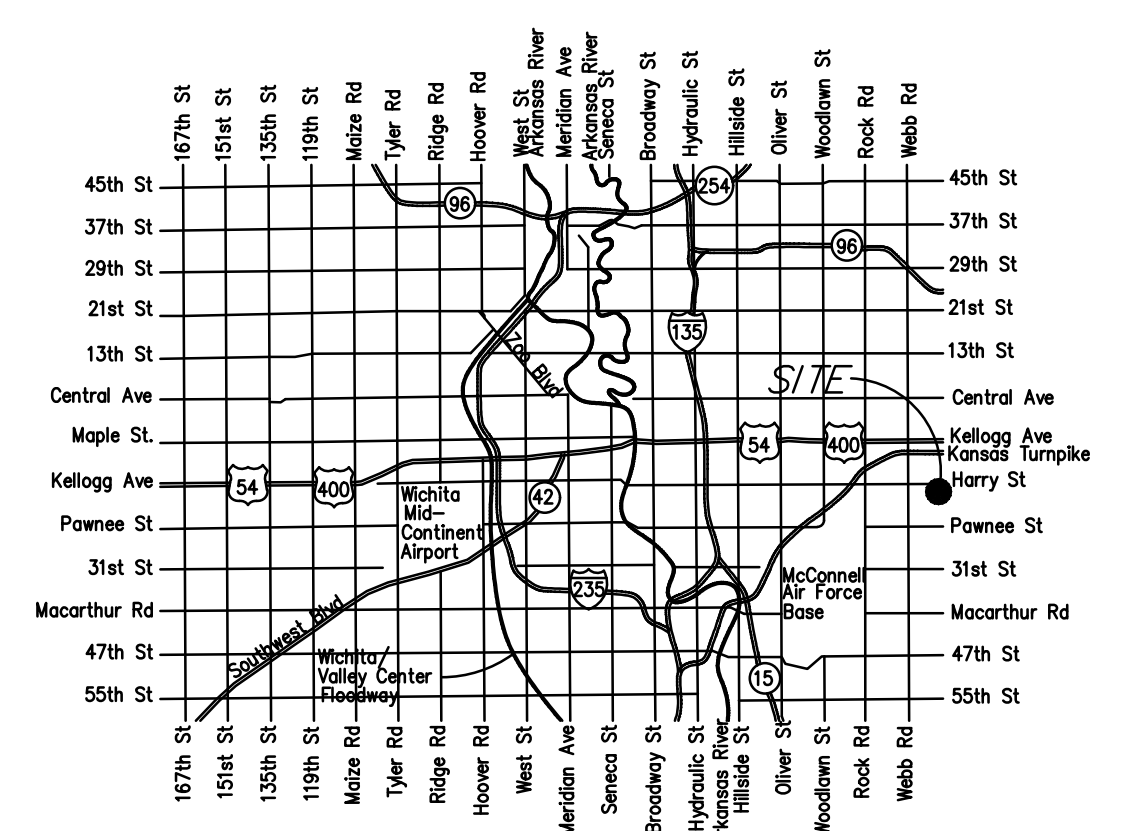 167th St
151st St
135th St
119th St
Maize Rd
Tyler Rd
Ridge Rd
Hoover Rd
West St
Arkansas River
Meridian Ave
Arkansas River
Seneca St
Broadway St
Hydraulic St
Hillside St
Oliver St
Woodlawn St
Rock Rd
Webb Rd
45th St
254
45th St
96
37th St
37th St
96
29th St
29th St
21st St
21st St
135
13th St
Zoo Blvd
13th St
SITE
Central Ave
Central Ave
Maple St.
54
400
Kellogg Ave
Kansas Turnpike
Kellogg Ave
54
400
Harry St
42
Wichita
Mid-
Continent
Airport
Pawnee St
Pawnee St
31st St
31st St
235
McConnell
Air Force
Base
Macarthur Rd
Macarthur Rd
Southwest Blvd
47th St
47th St
Wichita/
Valley Center
Floodway
15
55th St
55th St
167th St
151st St
135th St
119th St
Maize Rd
Tyler Rd
Ridge Rd
Hoover Rd
West St
Meridian Ave
Seneca St
Broadway St
Hydraulic St
rkansas River
Hillside St
Oliver St
Woodlawn St
Rock Rd
Webb Rd